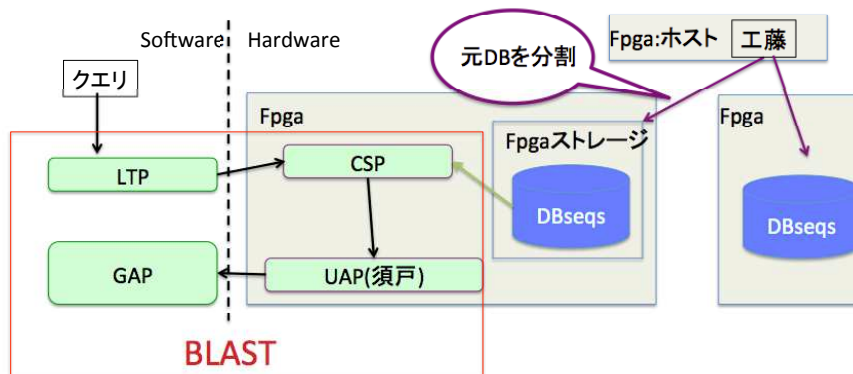 Software
Hardware
元DBを分割
Fpga:ホスト
工藤
クエリ
Fpga
Fpgaストレージ
Fpga
LTP
CSP
DBseqs
DBseqs
GAP
UAP(須戸)
BLAST